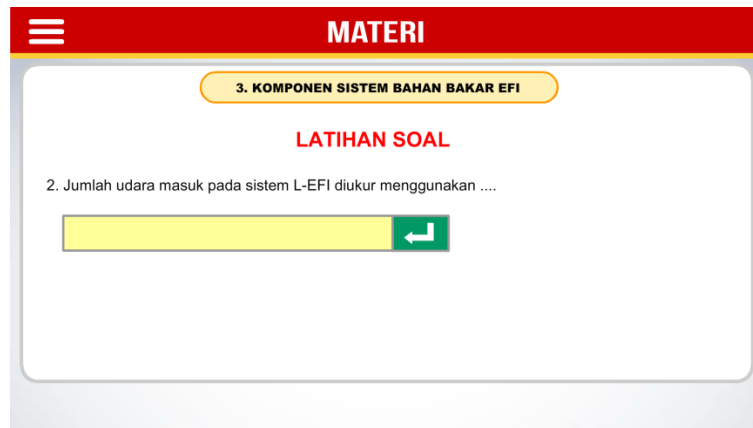 MATERI
3. KOMPONEN SISTEM BAHAN BAKAR EFI
LATIHAN SOAL
2. Jumlah udara masuk pada sistem L-EFI diukur menggunakan ....